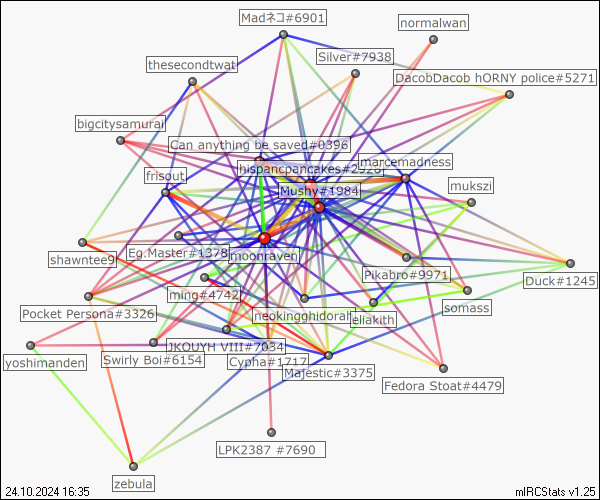 Madネコ#6901
normalwan
Silver#7938
thesecondtwat
DacobDacob hORNY police#5271
bigcitysamurai
Can anything be saved#0396
marcemadness
hispancpancakes#2926
frisout
Mushy#1984
mukszi
Eg.Master#1378
moonraven
shawntee9
Pikabro#9971
Duck#1245
ming#4742
somass
Pocket Persona#3326
neokingghidorah
eliakith
JKOUYH VIII#7034
yoshimanden
Swirly Boi#6154
Cypha#1717
Majestic#3375
Fedora Stoat#4479
LPK2387 #7690
zebula
24.10.2024 16:35
mIRCStats v1.25